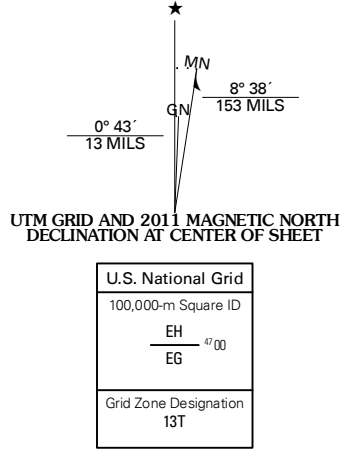 ★
MN
GN
8° 38´
153 MILS
0° 43´
13 MILS
UTM GRID AND 2011 MAGNETIC NORTH
DECLINATION AT CENTER OF SHEET
U.S. National Grid
100,000-m Square ID
EH
4700
EG
Grid Zone Designation
13T